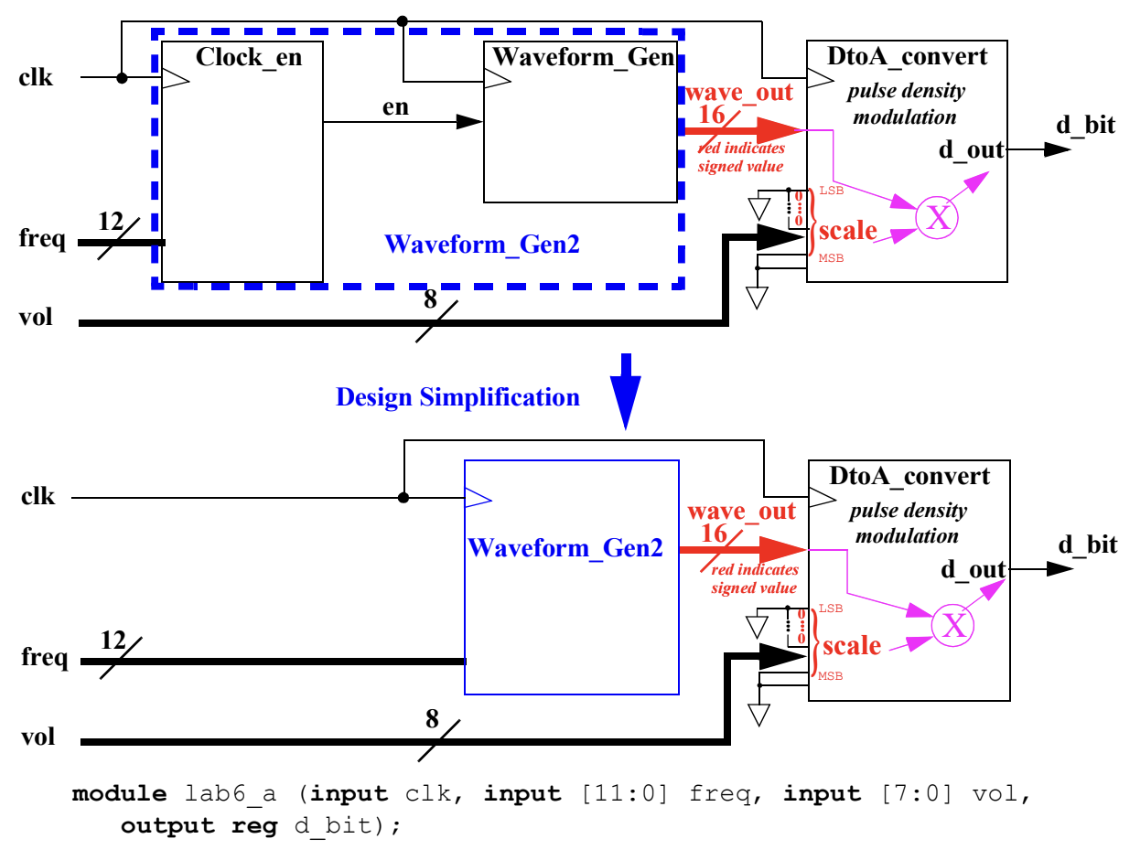 Clock_en
Waveform_Gen
DtoA_convert
clk
pulse density
modulation
wave_out
16
en
d_bit
d_out
red indicates
signed value
LSB
0
0
X
12
freq
Waveform_Gen2
scale
MSB
8
vol
Design Simplification
DtoA_convert
clk
pulse density
modulation
wave_out
16
Waveform_Gen2
d_bit
d_out
red indicates
signed value
LSB
0
0
X
12
freq
scale
MSB
8
vol
module lab6_a (input clk, input [11:0] freq, input [7:0] vol,
output reg d_bit);